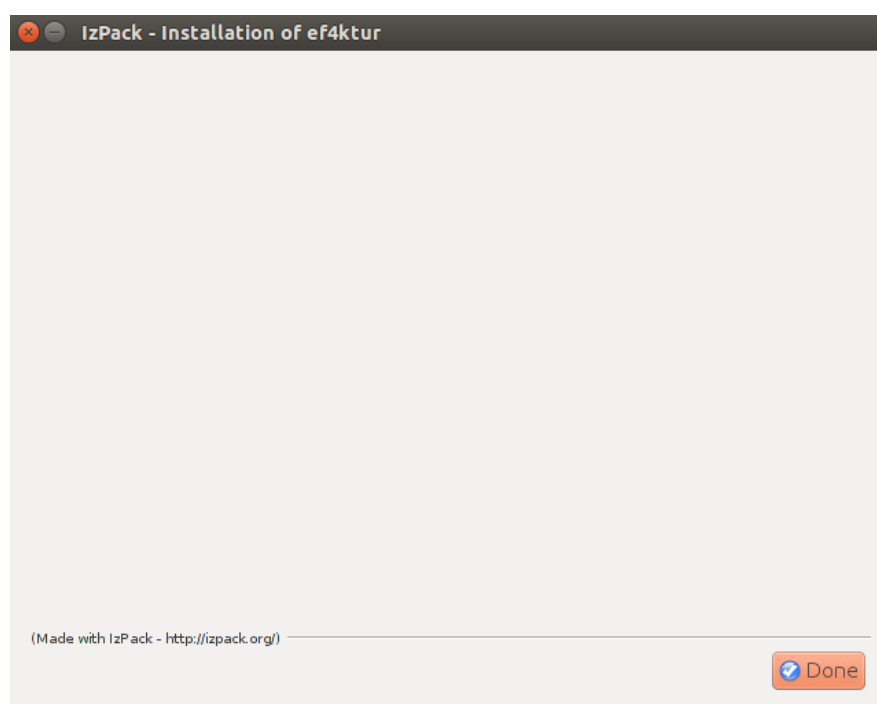 IzPack - Installation of ef4ktur
(Made with IzPack - http://izpack.org/)
Done